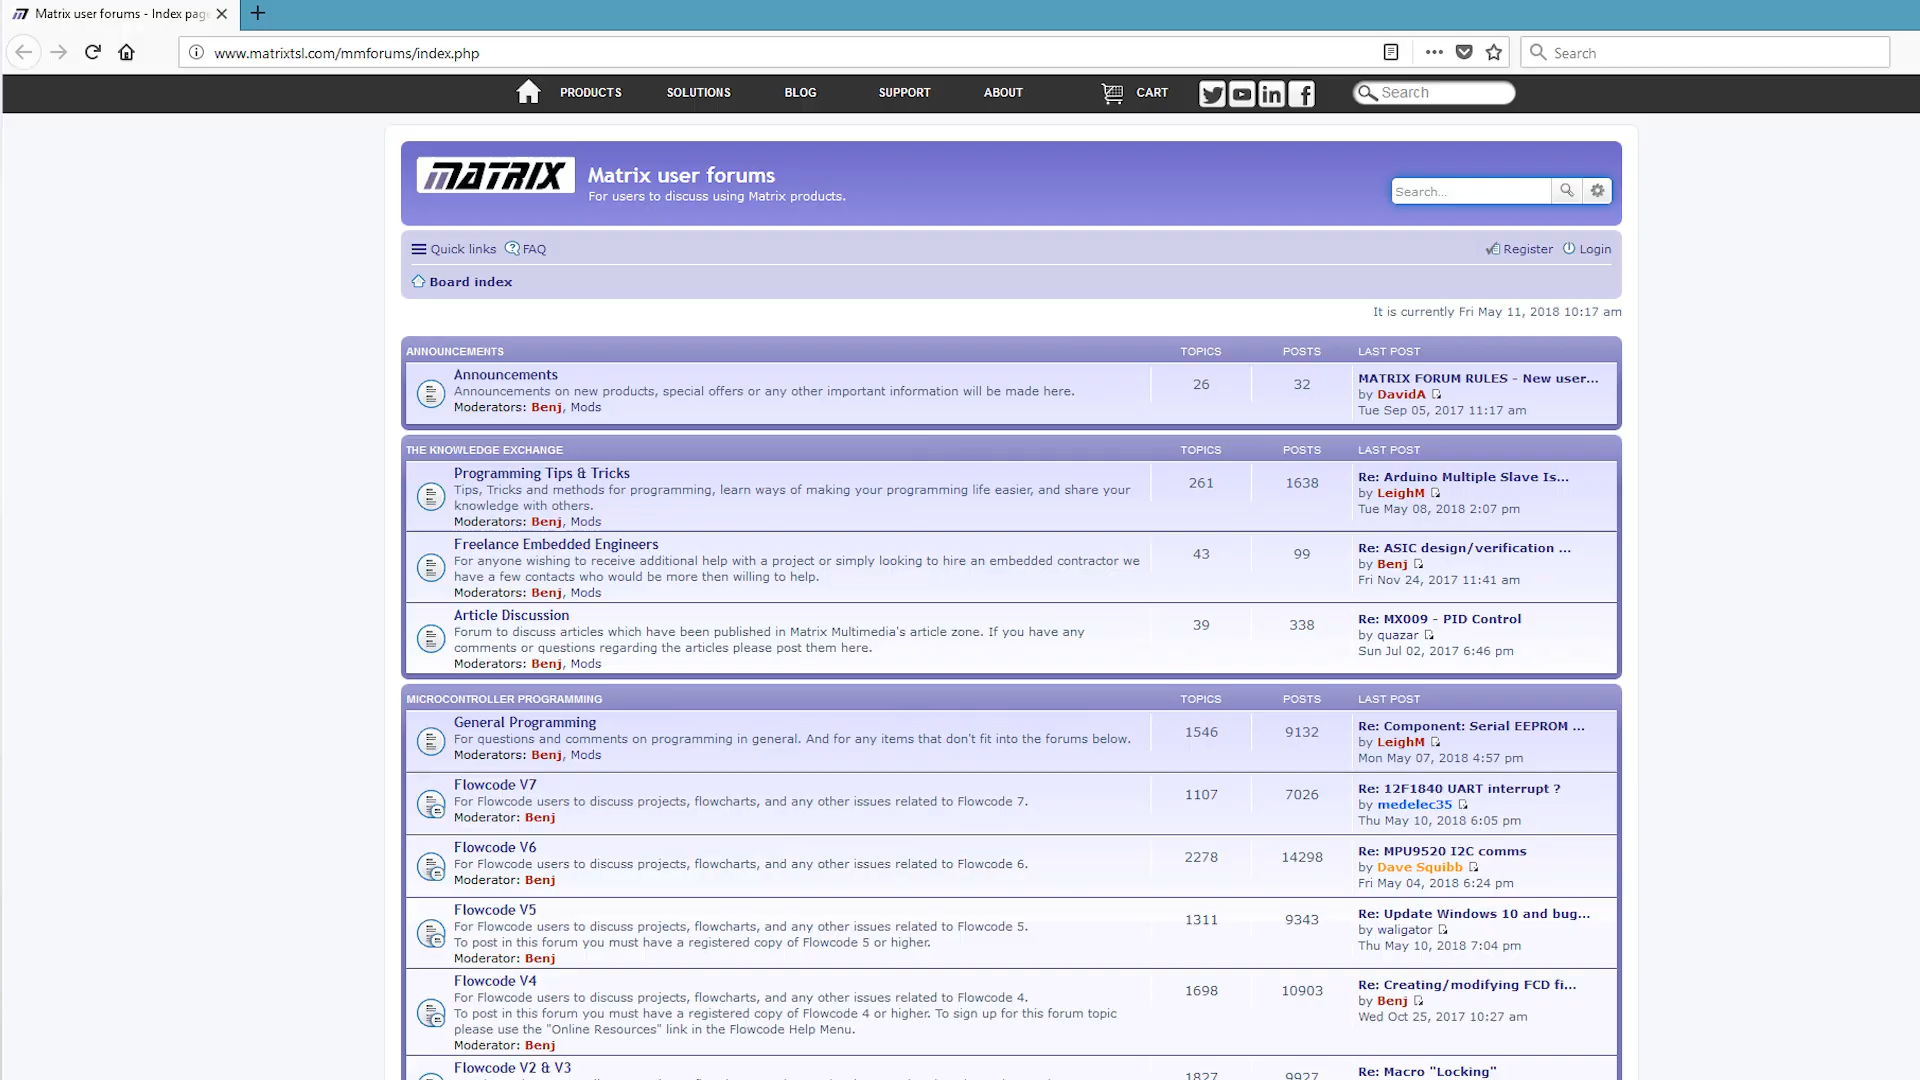 Matrix user forums - Index pag
www.matrixtsl.com/mmforums/index.php
Search
PRODUCTS SOLUTIONS BLOG SUPPORT ABOUT CART Search
MATRIX
Matrix user forums
For users to discuss using Matrix products.
Search...
Quick links FAQ Register Login
Board index
It is currently Fri May 11, 2018 10:17 am
ANNOUNCEMENTS TOPICS POSTS LAST POST
Announcements
Announcements on new products, special offers or any other important information will be made here.
Moderators: Benj, Mods
26 32
MATRIX FORUM RULES - New user...
by DavidA
Tue Sep 05, 2017 11:17 am
THE KNOWLEDGE EXCHANGE TOPICS POSTS LAST POST
Programming Tips & Tricks
Tips, Tricks and methods for programming, learn ways of making your programming life easier, and share your
knowledge with others.
Moderators: Benj, Mods
261 1638
Re: Arduino Multiple Slave Is...
by LeighM
Tue May 08, 2018 2:07 pm
Freelance Embedded Engineers
For anyone wishing to receive additional help with a project or simply looking to hire an embedded contractor we
have a few contacts who would be more then willing to help.
Moderators: Benj, Mods
43 99
Re: ASIC design/verification ...
by Benj
Fri Nov 24, 2017 11:41 am
Article Discussion
Forum to discuss articles which have been published in Matrix Multimedia's article zone. If you have any
comments or questions regarding the articles please post them here.
Moderators: Benj, Mods
39 338
Re: MX009 - PID Control
by quazar
Sun Jul 02, 2017 6:46 pm
MICROCONTROLLER PROGRAMMING TOPICS POSTS LAST POST
General Programming
For questions and comments on programming in general. And for any items that don't fit into the forums below.
Moderators: Benj, Mods
1546 9132
Re: Component: Serial EEPROM ...
by LeighM
Mon May 07, 2018 4:57 pm
Flowcode V7
For Flowcode users to discuss projects, flowcharts, and any other issues related to Flowcode 7.
Moderator: Benj
1107 7026
Re: 12F1840 UART interrupt ?
by medelec35
Thu May 10, 2018 6:05 pm
Flowcode V6
For Flowcode users to discuss projects, flowcharts, and any other issues related to Flowcode 6.
Moderator: Benj
2278 14298
Re: MPU9520 I2C comms
by Dave Squibb
Fri May 04, 2018 6:24 pm
Flowcode V5
For Flowcode users to discuss projects, flowcharts, and any other issues related to Flowcode 5.
To post in this forum you must have a registered copy of Flowcode 5 or higher.
Moderator: Benj
1311 9343
Re: Update Windows 10 and bug...
by waligator
Thu May 10, 2018 7:04 pm
Flowcode V4
For Flowcode users to discuss projects, flowcharts, and any other issues related to Flowcode 4.
To post in this forum you must have a registered copy of Flowcode 4 or higher. To sign up for this forum topic
please use the "Online Resources" link in the Flowcode Help Menu.
Moderator: Benj
1698 10903
Re: Creating/modifying FCD fi...
by Benj
Wed Oct 25, 2017 10:27 am
Flowcode V2 & V3
1827 9927
Re: Macro "Locking"